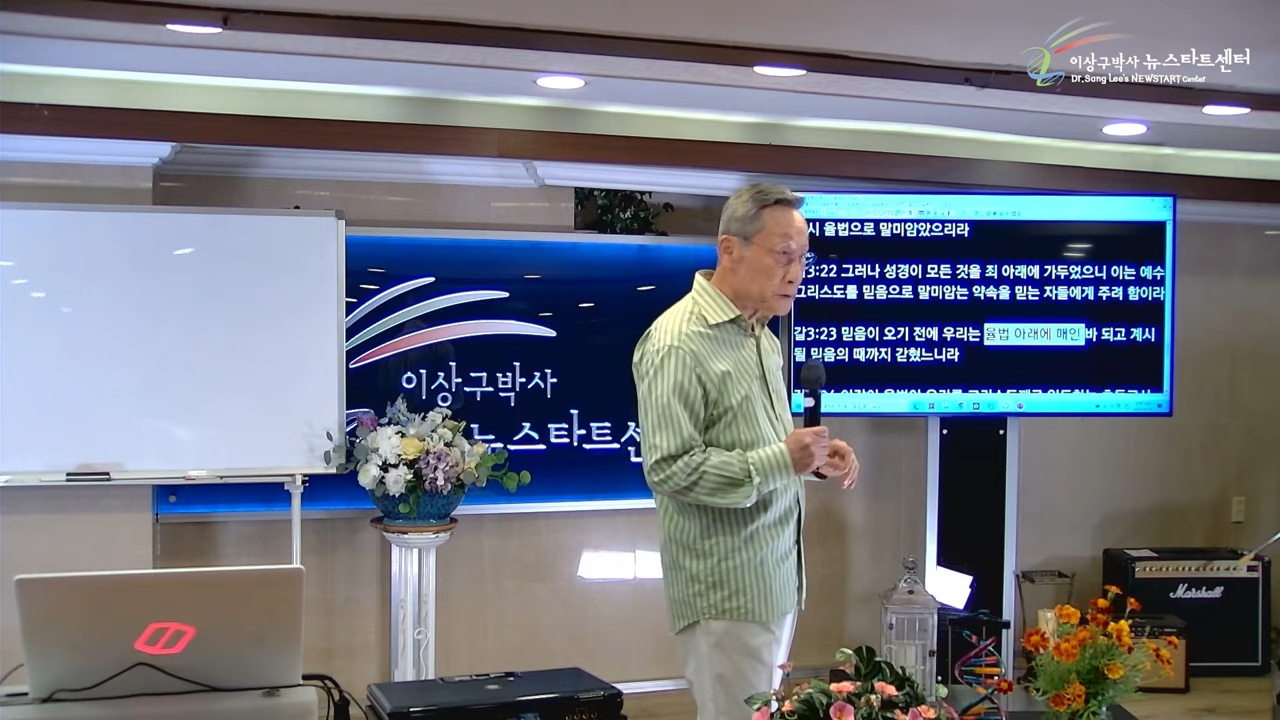 이상구박사 뉴스타트센터
Dr. Sang Lee's NEWSTART Center
시 율법으로 말미암았으리라
갈3:22 그러나 성경이 모든 것을 죄 아래에 가두었으니 이는 예수
그리스도를 믿음으로 말미암는 약속을 믿는 자들에게 주려 함이라
갈3:23 믿음이 오기 전에 우리는 율법 아래에 매인 바 되고 계시
될 믿음의 때까지 갇혔느니라
이상구박사
뉴스타트센
Marshall